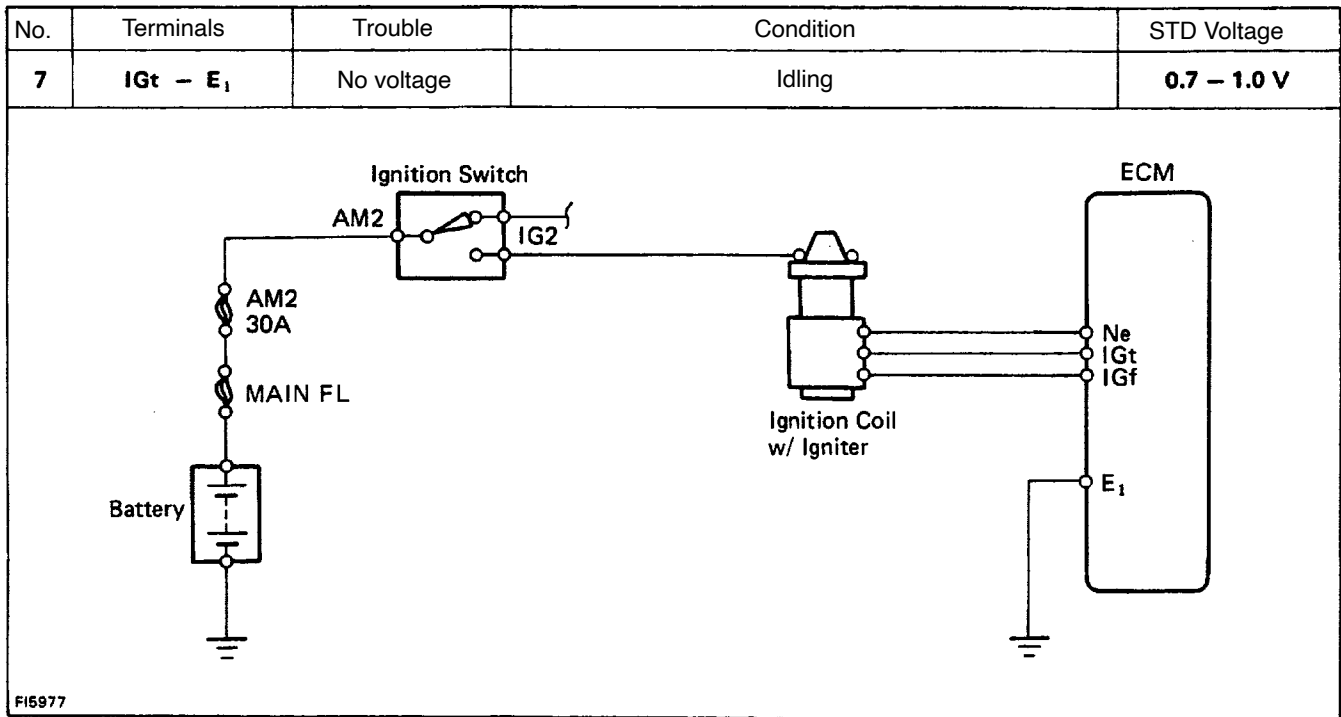 No. Terminals Trouble Condition STD Voltage
7 IGt – E₁ No voltage Idling 0.7 – 1.0 V
Ignition Switch
ECM
AM2
IG2
AM2
30A
MAIN FL
Ne
IGt
IGf
Ignition Coil
w/ Igniter
Battery
E₁
FI5977